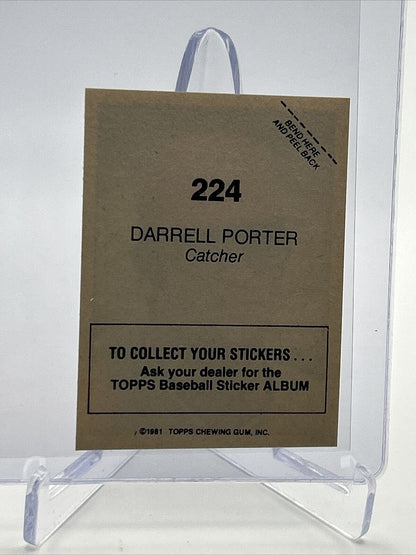 BEND HERE
AND PEEL BACK
224
DARRELL PORTER
Catcher
TO COLLECT YOUR STICKERS...
Ask your dealer for the
TOPPS Baseball Sticker ALBUM
©1981 TOPPS CHEWING GUM, INC.